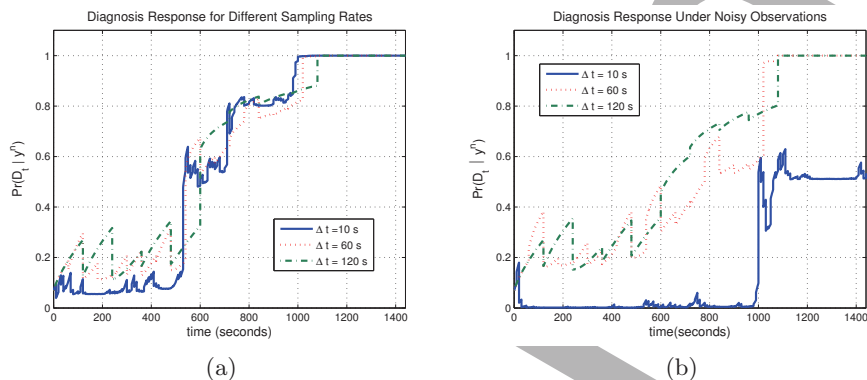 Diagnosis Response for Different Sampling Rates
Pr(D_t | y^n)
1
0.8
0.6
0.4
0.2
0
Δ t = 10 s
Δ t = 60 s
Δ t = 120 s
0 200 400 600 800 1000 1200 1400
time (seconds)
(a)
Diagnosis Response Under Noisy Observations
Pr(D_t | y^n)
1
0.8
0.6
0.4
0.2
0
Δ t = 10 s
Δ t = 60 s
Δ t = 120 s
0 200 400 600 800 1000 1200 1400
time(seconds)
(b)